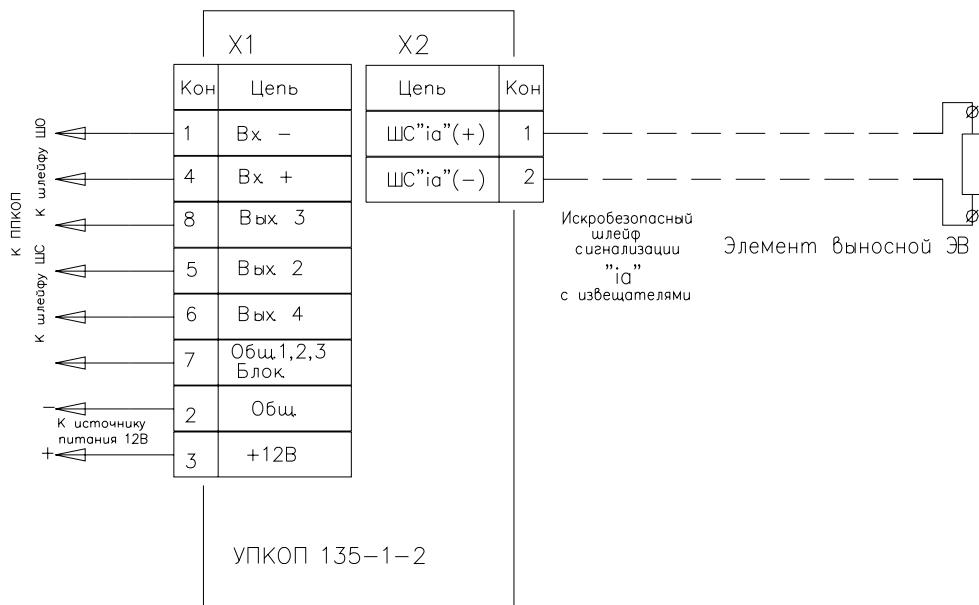 X1
X2
Кон Цепь
1 Вх –
4 Вх +
8 Вых 3
5 Вых 2
6 Вых 4
7 Общ.1,2,3
Блок
2 Общ.
3 +12В
Цепь Кон
ШС"ia"(+) 1
ШС"ia"(–) 2
К ППКОП
К шлейфу ШО
К шлейфу ШС
–
К источнику
питания 12В
+
Искробезопасный
шлейф
сигнализации
"ia"
с извещателями
Элемент выносной ЭВ
УПКОП 135–1–2